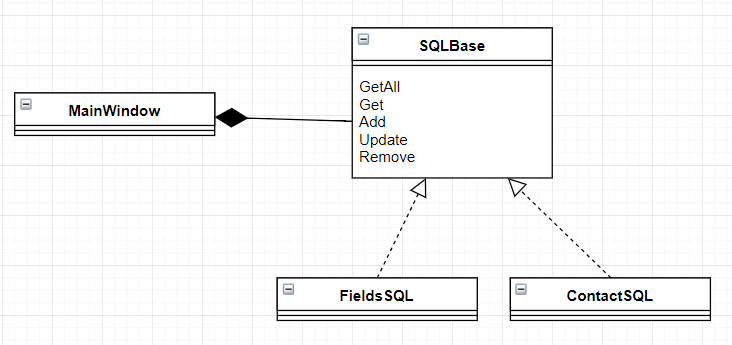 SQLBase
GetAll
Get
Add
Update
Remove
MainWindow
FieldsSQL
ContactSQL